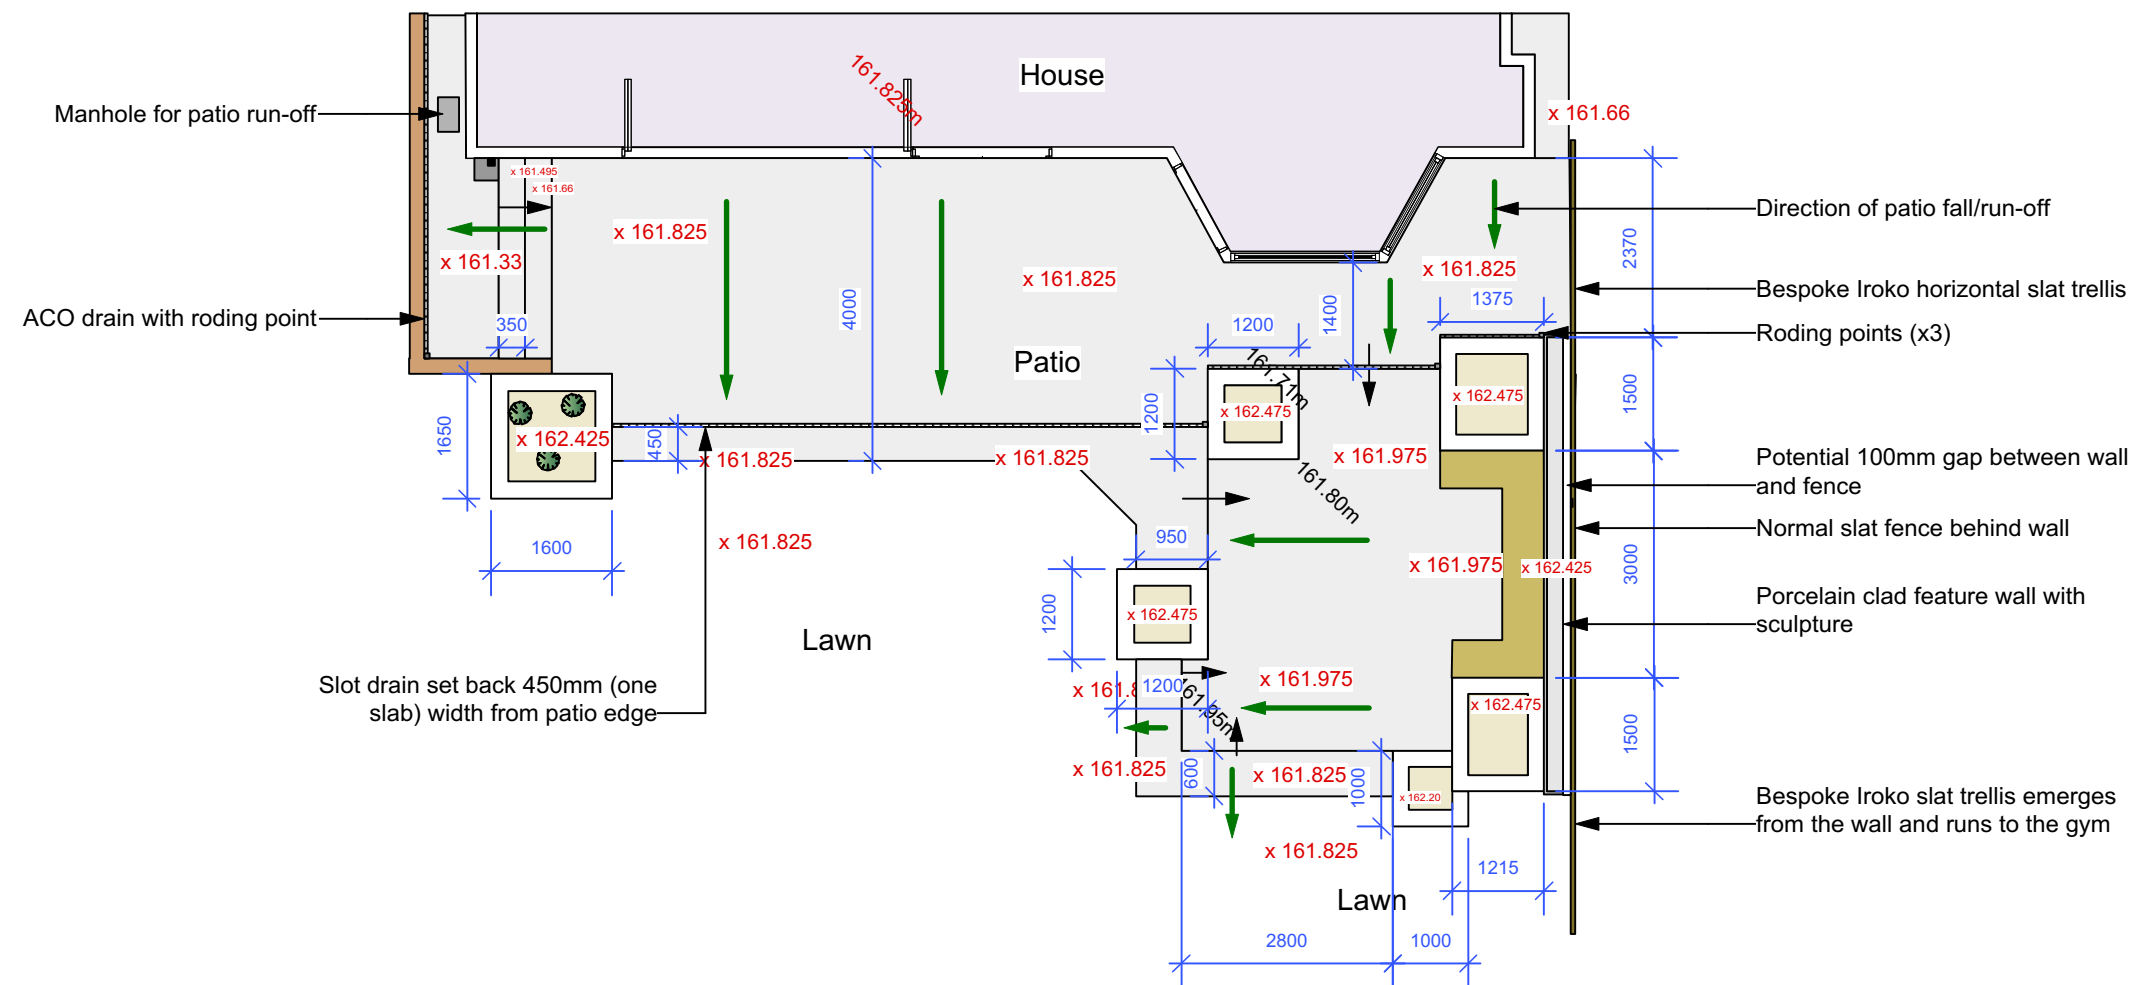 House
161.825m
Manhole for patio run-off
x 161.66
x 161.495
x 161.66
Direction of patio fall/run-off
x 161.825
x 161.33
x 161.825
x 161.825
2370
Bespoke Iroko horizontal slat trellis
4000
1400
1375
ACO drain with roding point
350
1200
Roding points (x3)
Patio
161.71m
1650
x 162.425
450
x 161.825
x 161.825
1200
x 162.475
x 161.975
x 162.475
1500
Potential 100mm gap between wall
and fence
161.80m
Normal slat fence behind wall
x 161.825
950
1600
x 161.975
x 162.425
3000
Porcelain clad feature wall with
sculpture
1200
x 162.475
Lawn
Slot drain set back 450mm (one
slab) width from patio edge
1200
x 161.975
161.95m
x 162.475
1500
x 161.825
600
x 161.825
1000
x 162.20
Bespoke Iroko slat trellis emerges
from the wall and runs to the gym
x 161.825
1215
Lawn
2800
1000